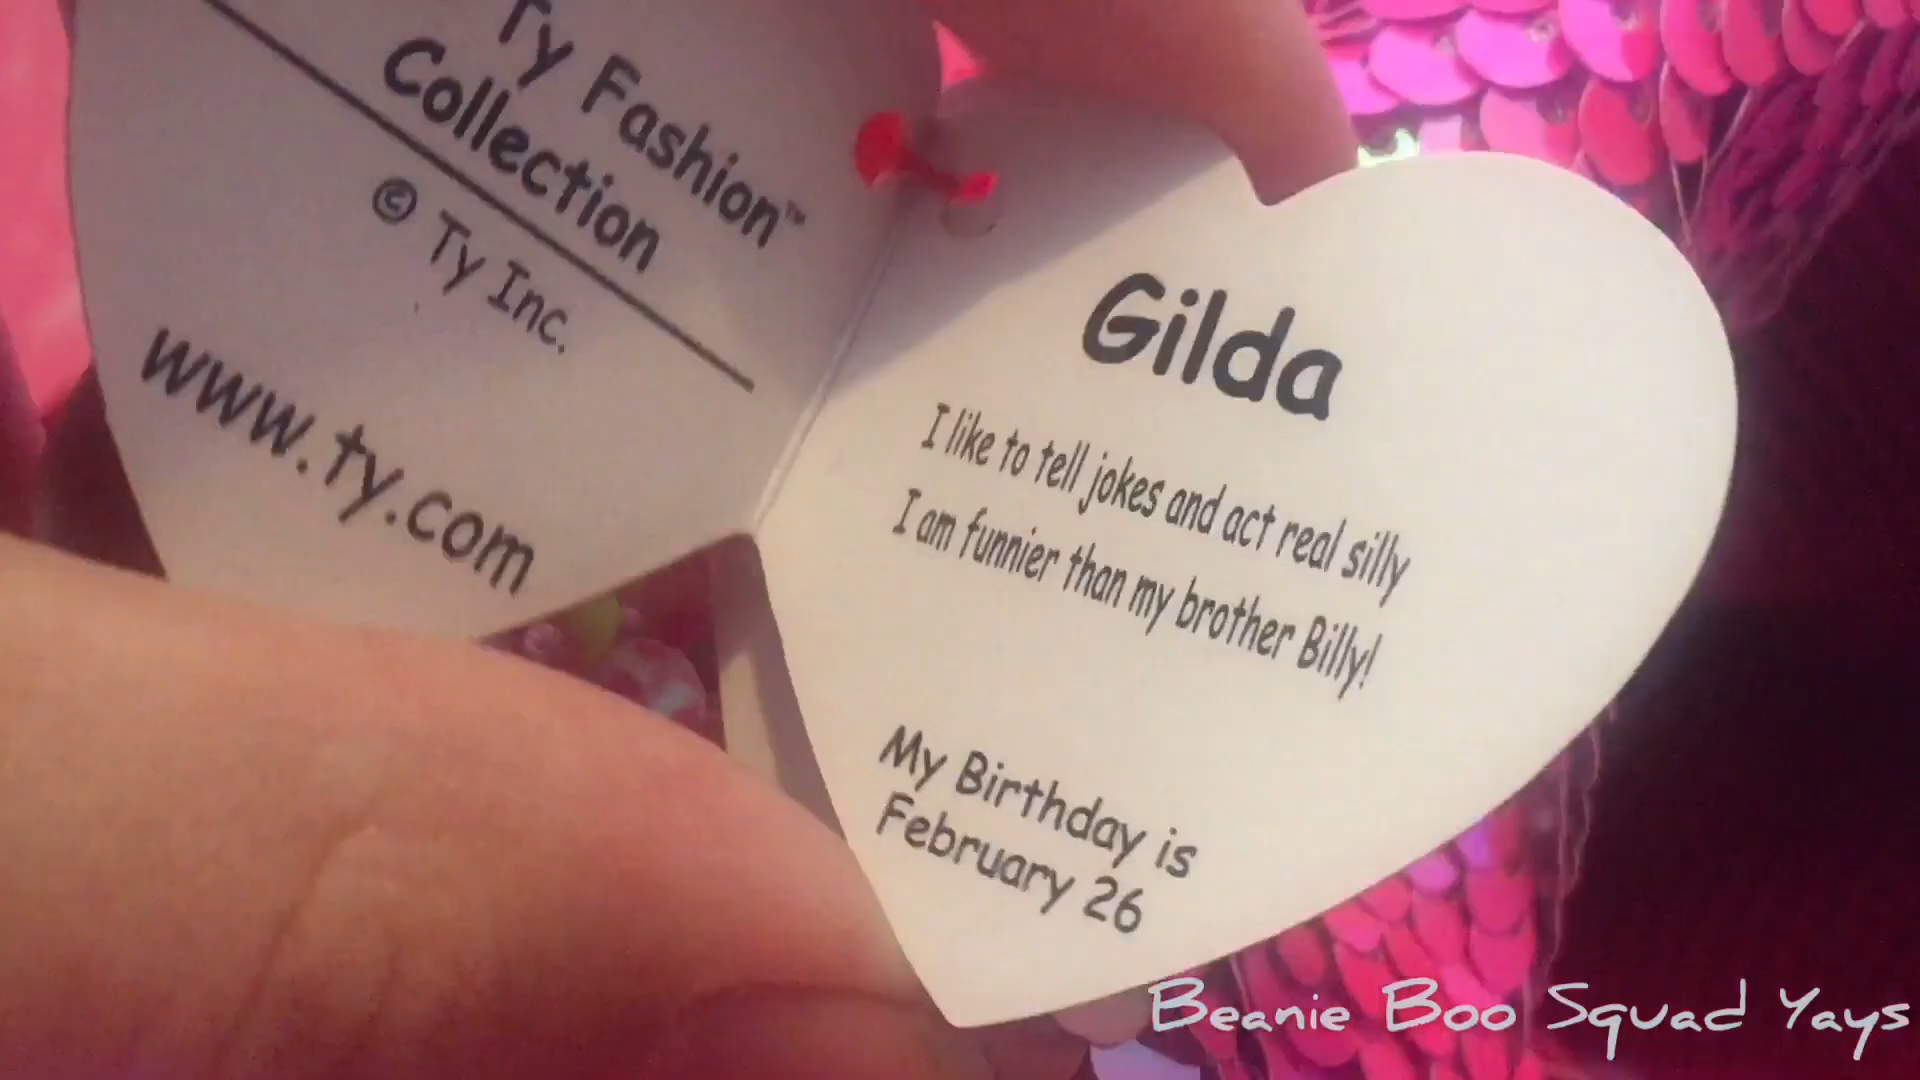 Ty Fashion™
Collection
© Ty Inc.
www.ty.com
Gilda
I like to tell jokes and act real silly
I am funnier than my brother Billy!
My Birthday is
February 26
Beanie Boo Squad Yays